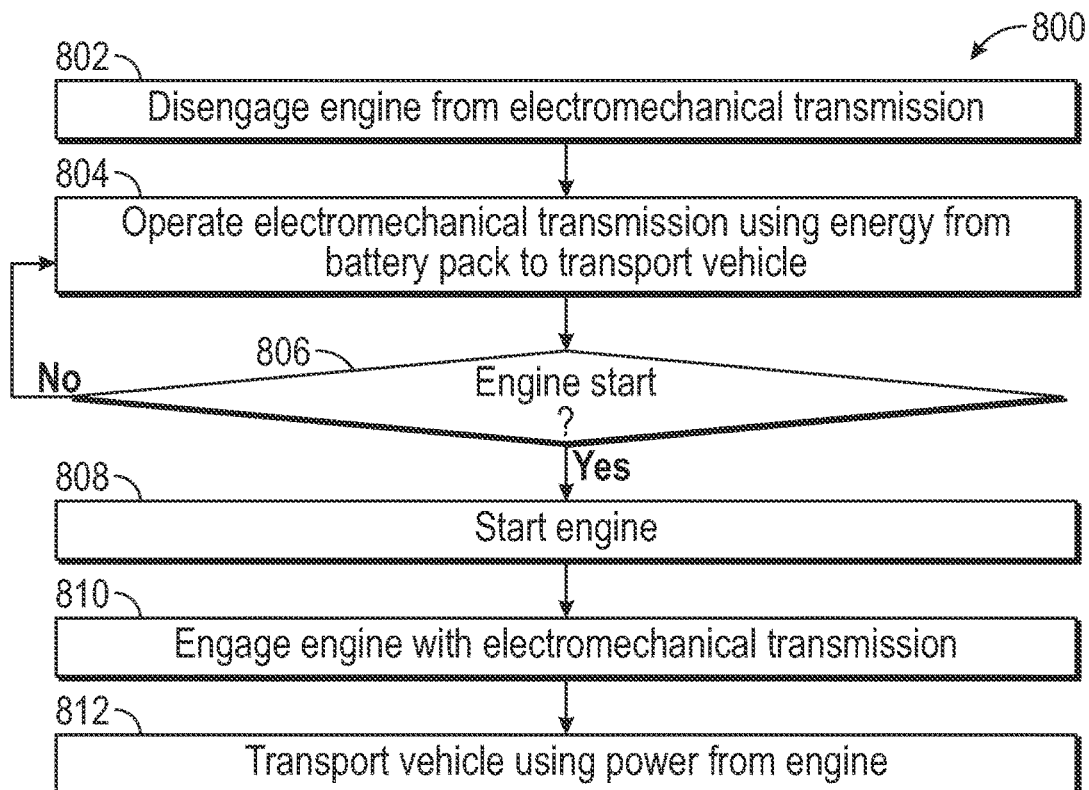 800
802
Disengage engine from electromechanical transmission
804
Operate electromechanical transmission using energy from
battery pack to transport vehicle
806
No
Engine start
?
Yes
808
Start engine
810
Engage engine with electromechanical transmission
812
Transport vehicle using power from engine